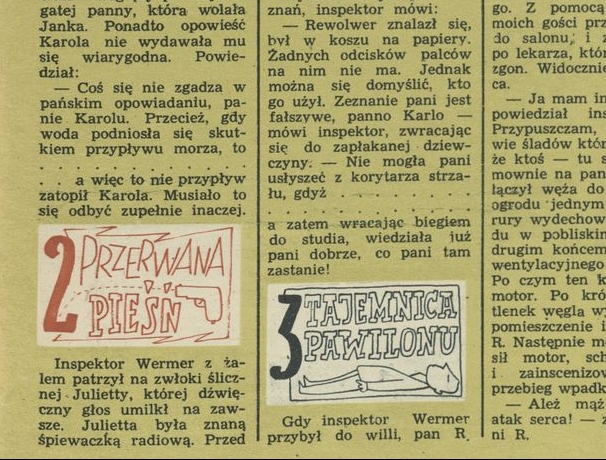 gatej panny, która wolała
Janka. Ponadto opowieść
Karola nie wydawała mu
się wiarygodna. Powie-
dział:
— Coś się nie zgadza w
pańskim opowiadaniu, pa-
nie Karolu. Przecież, gdy
woda podniosła się skut-
kiem przypływu morza, to
. . . . . . . . . . . . . .
. . a więc to nie przypływ
zatopił Karola. Musiało to
się odbyć zupełnie inaczej.
2 PRZERWANA
PIEŚŃ
Inspektor Wermer z ża-
lem patrzył na zwłoki ślicz-
nej Julietty, której dźwię-
czny głos umilkł na zaw-
sze. Julietta była znaną
śpiewaczką radiową. Przed
znań, inspektor mówi:
— Rewolwer znalazł się,
był w koszu na papiery.
Żadnych odcisków palców
na nim nie ma. Jednak
można się domyślić, kto
go użył. Zeznanie pani jest
fałszywe, panno Karlo —
mówi inspektor, zwracając
się do zapłakanej dziew-
czyny. — Nie mogła pani
usłyszeć z korytarza strza-
łu, gdyż . . . . . . . . .
. . . . . . . . . . . . . .
a zatem wracając biegiem
do studia, wiedziała już
pani dobrze, co pani tam
zastanie!
3 TAJEMNICA
PAWILONU
Gdy inspektor Wermer
przybył do willi, pan R.
go. Z pomocą
moich gości prz
do salonu, i z
po lekarza, któr
zgon. Widocznie
ca.
— Ja mam in
powiedział ins
Przypuszczam,
wie śladów któr
że ktoś — tu s
mownie na pan
łączył węża do
ogrodu jednym
rury wydechow
du w pobliskim
drugim końcem
wentylacyjnego
Po czym ten k
motor. Po kró
tlenek węgla wy
pomieszczenie i
R. Następnie mo
sił motor, sch
i zainscenizow
przebieg wpadk
— Ależ mąż
atak serca! — z
ni R.